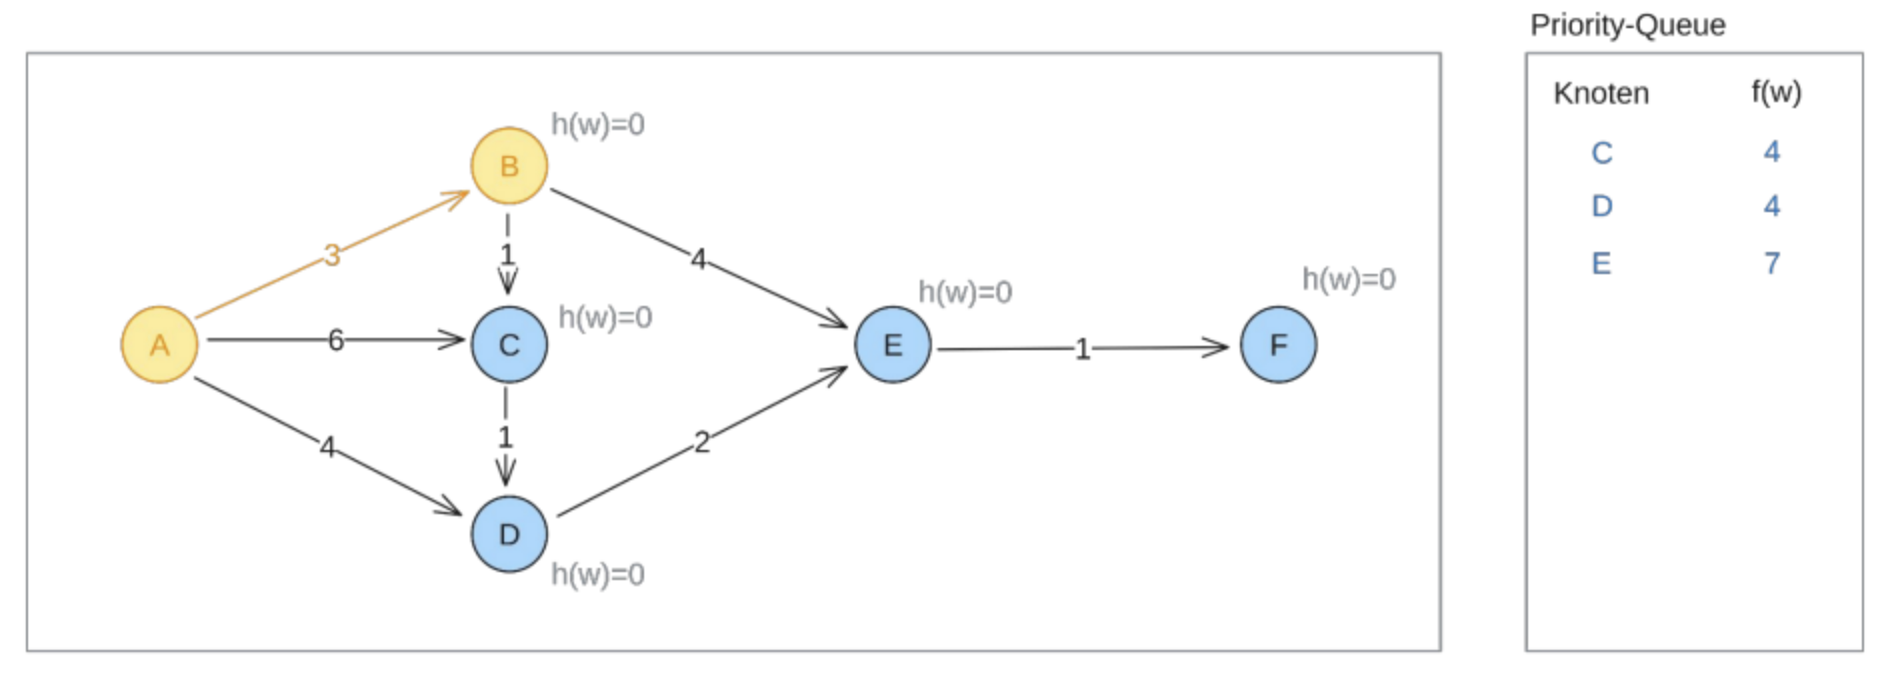 Priority-Queue
Knoten f(w)
C 4
D 4
E 7
h(w)=0
B
3
1
4
h(w)=0
h(w)=0
h(w)=0
A
6
C
E
1
F
4
1
2
D
h(w)=0